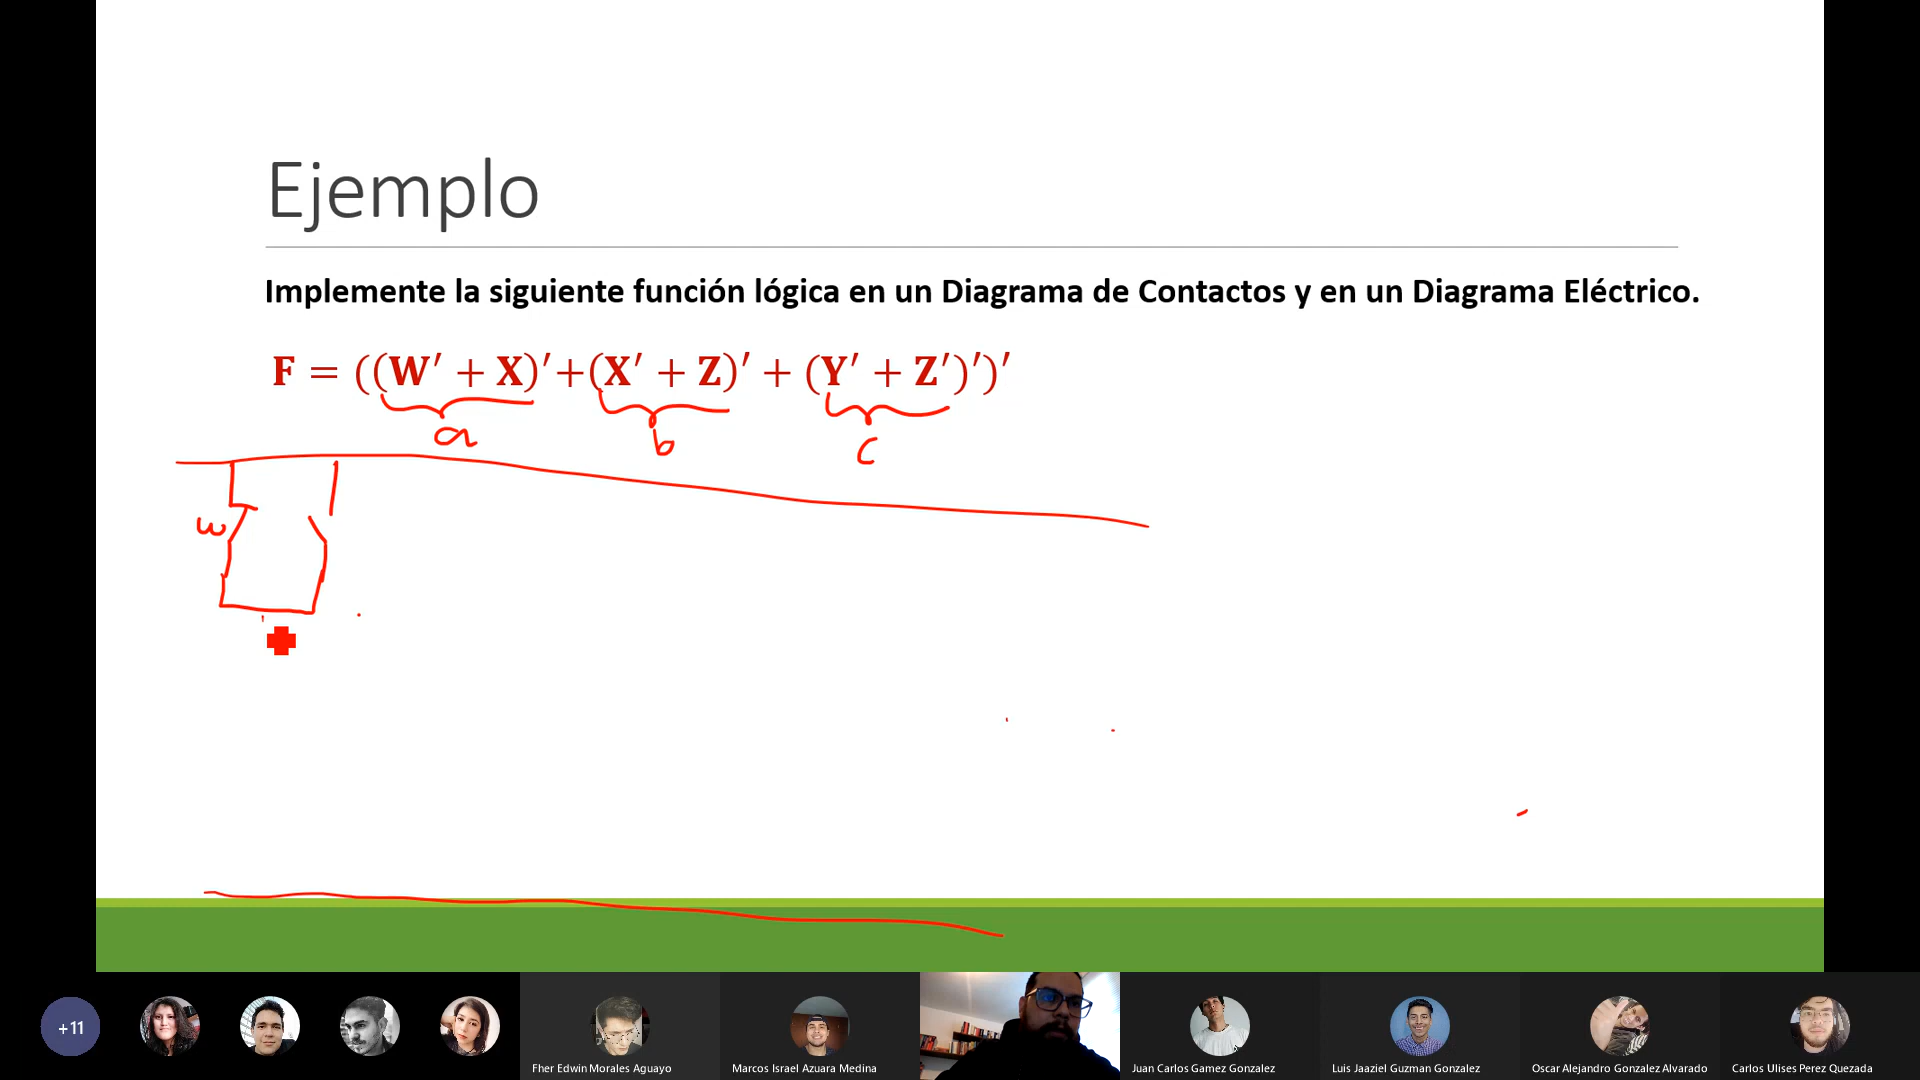 Ejemplo
Implemente la siguiente función lógica en un Diagrama de Contactos y en un Diagrama Eléctrico.
F = ((W′ + X)′+(X′ + Z)′ + (Y′ + Z′)′)′
a b c
w
+11
Fher Edwin Morales Aguayo
Marcos Israel Azuara Medina
Juan Carlos Gamez Gonzalez
Luis Jaaziel Guzman Gonzalez
Oscar Alejandro Gonzalez Alvarado
Carlos Ulises Perez Quezada